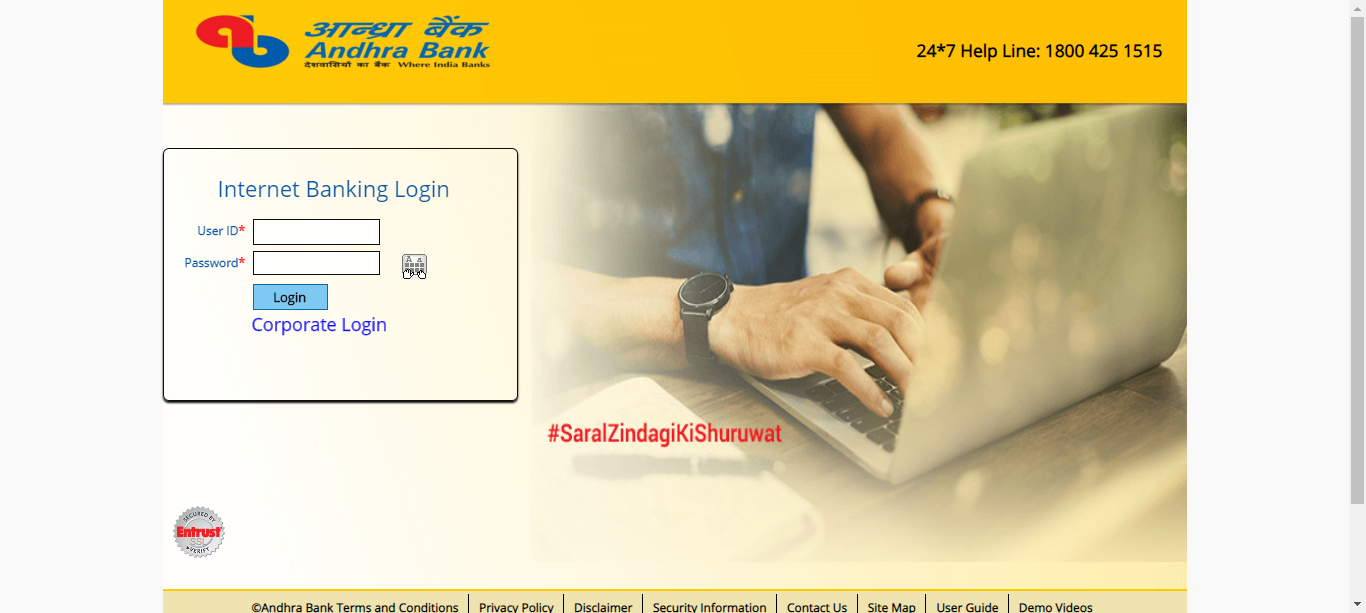 आन्ध्रा बैंक
Andhra Bank
देशवासियों का बैंक Where India Banks
24*7 Help Line: 1800 425 1515
Internet Banking Login
User ID*
Password*
Login
Corporate Login
#SaralZindagiKiShuruwat
SECURED BY
Entrust
SSL
VERIFY
©Andhra Bank Terms and Conditions Privacy Policy Disclaimer Security Information Contact Us Site Map User Guide Demo Videos